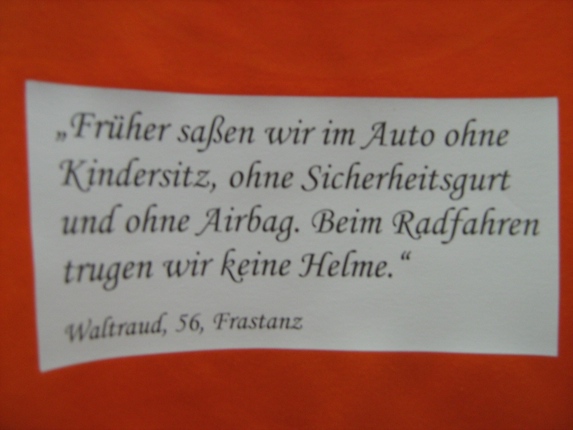 „Früher saßen wir im Auto ohne
Kindersitz, ohne Sicherheitsgurt
und ohne Airbag. Beim Radfahren
trugen wir keine Helme.“
Waltraud, 56, Frastanz